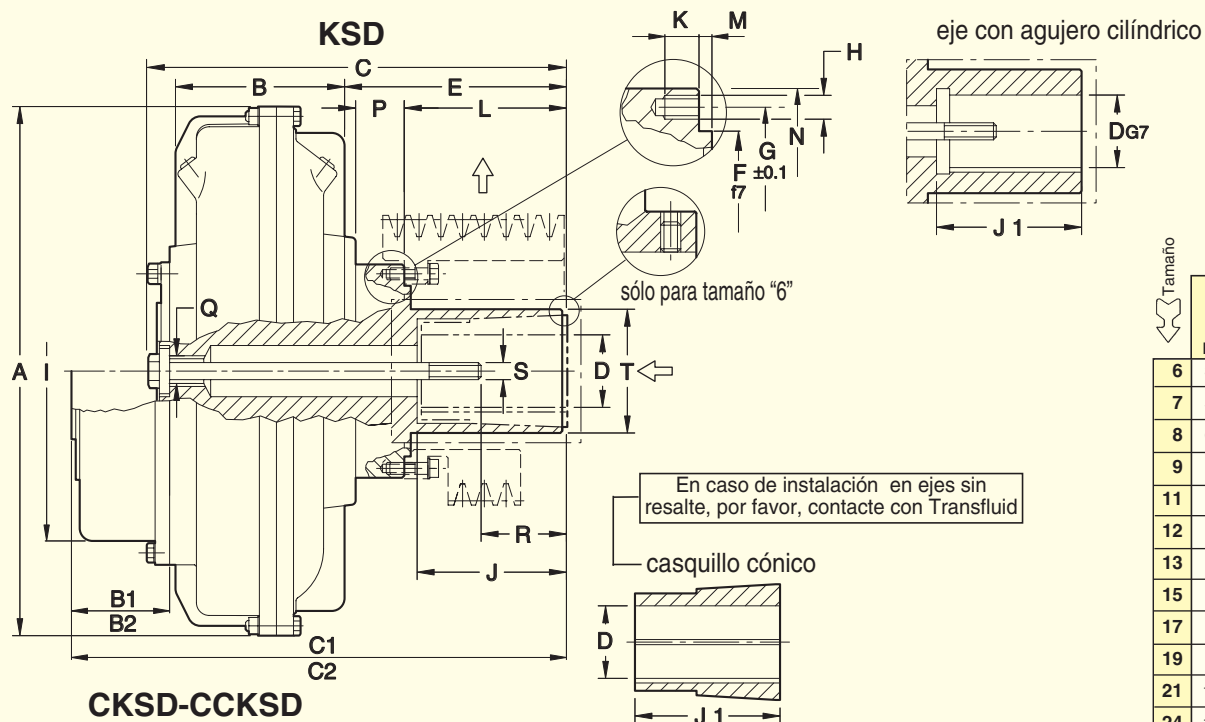 KSD
eje con agujero cilíndrico
K M
H
C
B E
P L
N
G
±0.1
F
f7
D G7
J 1
sólo para tamaño “6”
Q
A I
S
D T
R
J
B1
B2
C1
C2
CKSD-CCKSD
En caso de instalación en ejes sin
resalte, por favor, contacte con Transfluid
casquillo cónico
D
J 1
Tamaño
6
7
8
9
11
12
13
15
17
19
21
24